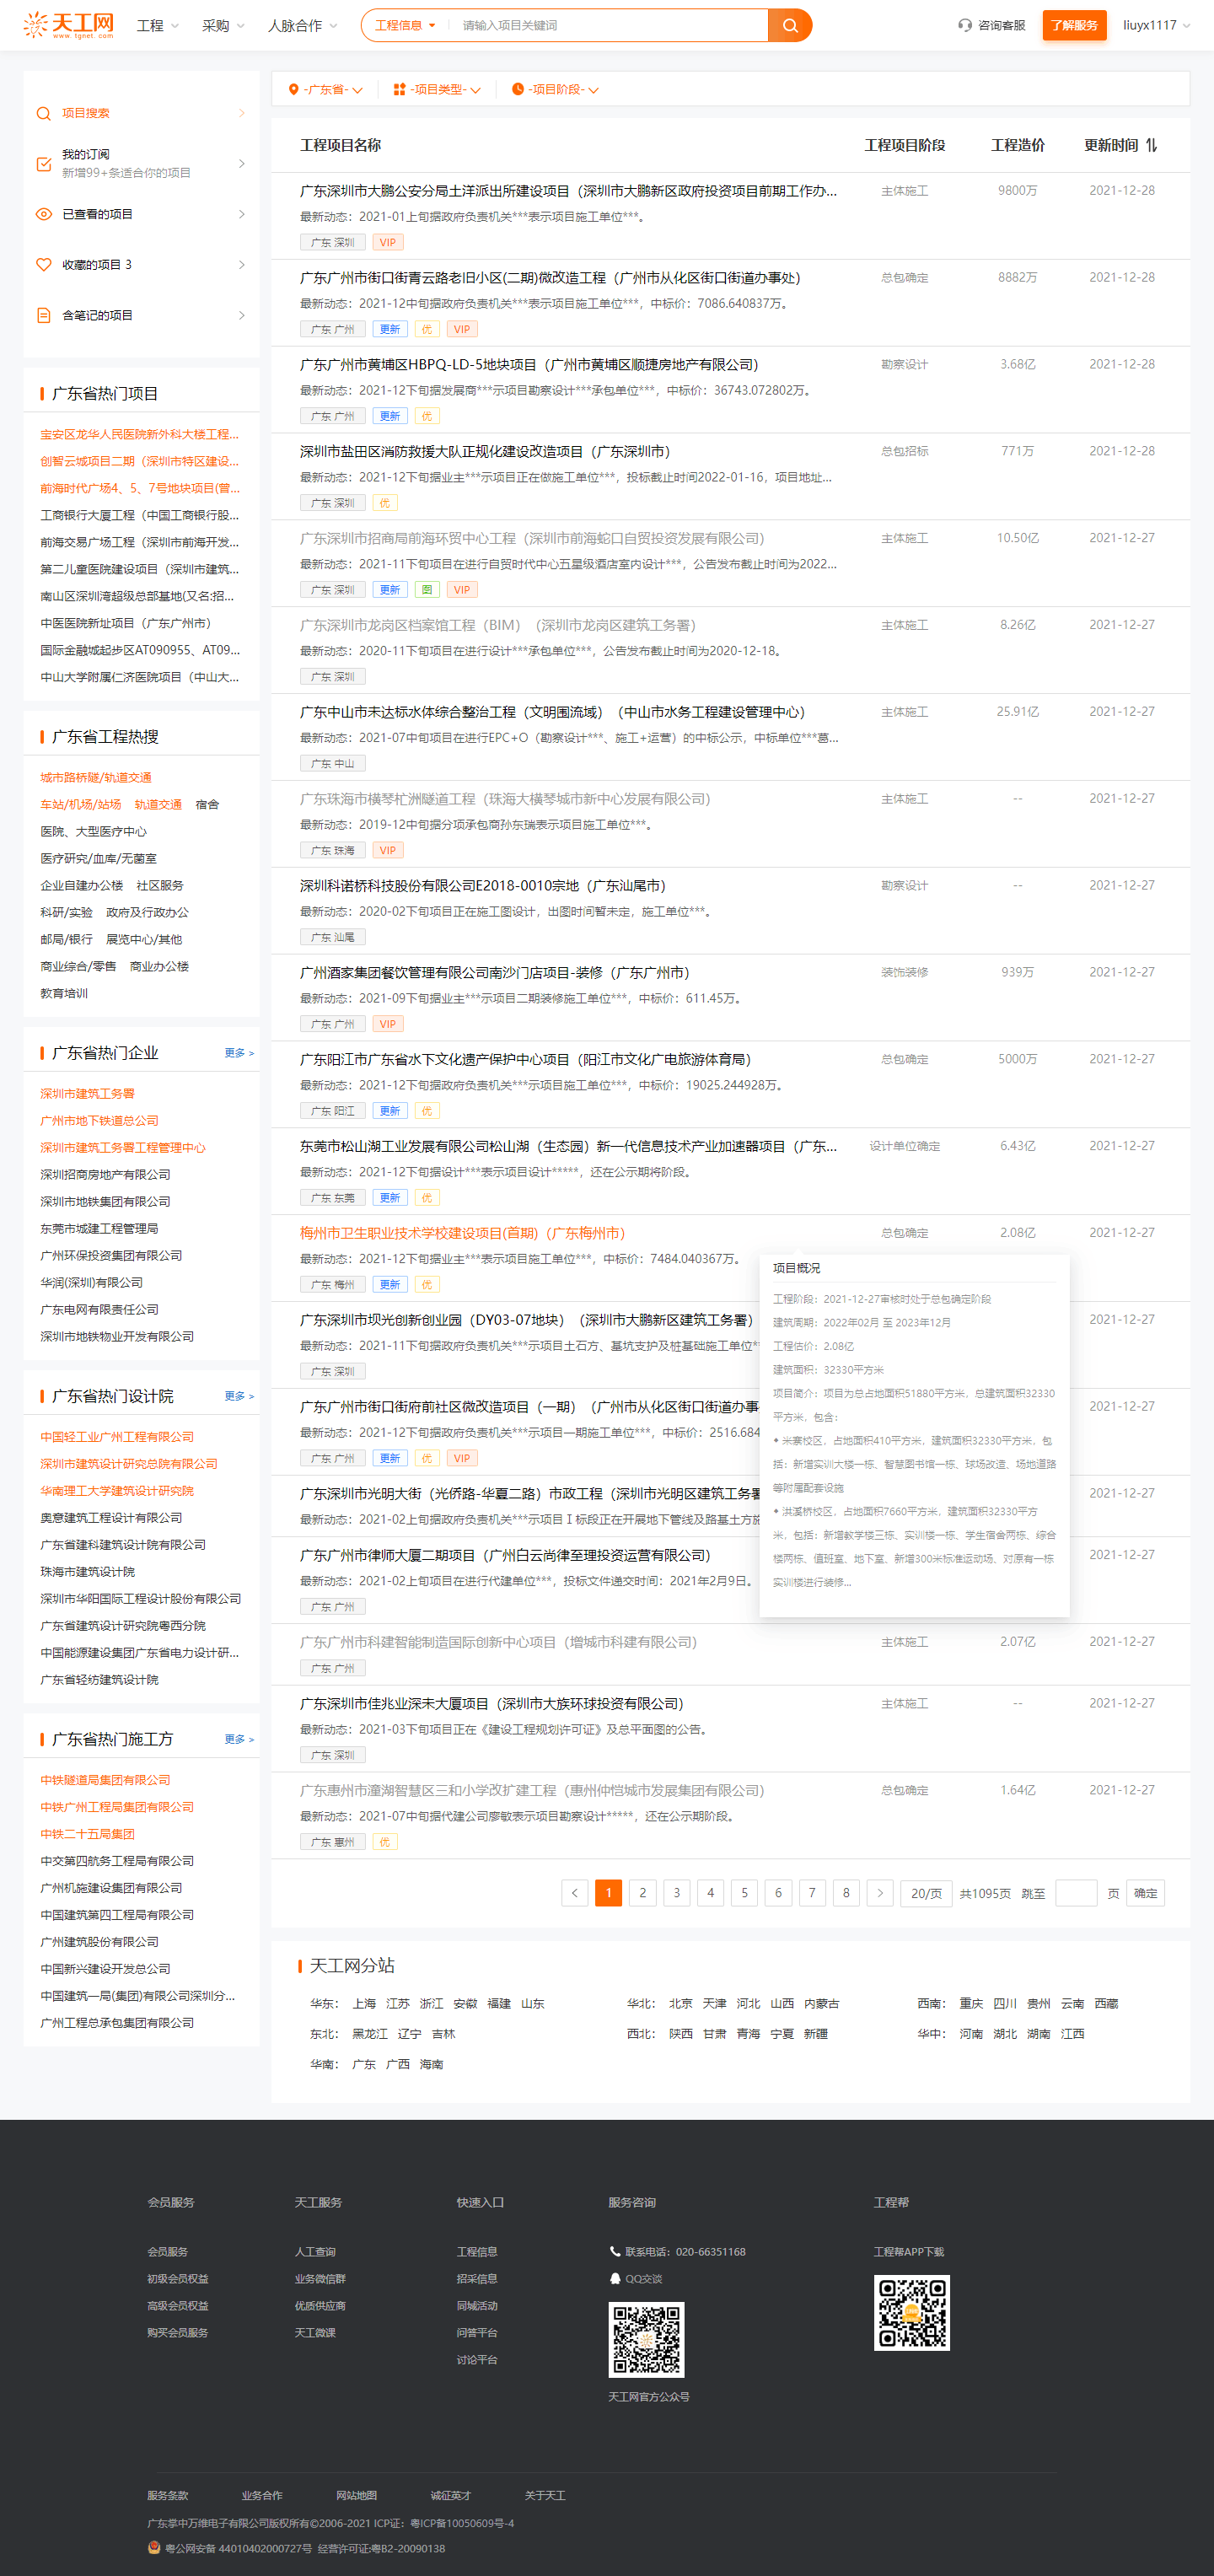 天工网
www.tgnet.com
工程 采购 人脉合作 工程信息 请输入项目关键词 咨询客服 了解服务 liuyx1117
项目搜索
我的订阅
新增99+条适合你的项目
已查看的项目
收藏的项目 3
含笔记的项目
广东省热门项目
宝安区龙华人民医院新外科大楼工程...
创智云城项目二期（深圳市特区建设...
前海时代广场4、5、7号地块项目(曾...
工商银行大厦工程（中国工商银行股...
前海交易广场工程（深圳市前海开发...
第二儿童医院建设项目（深圳市建筑...
南山区深圳湾超级总部基地(又名:招...
中医医院新址项目（广东广州市）
国际金融城起步区AT090955、AT09...
中山大学附属仁济医院项目（中山大...
广东省工程热搜
城市路桥隧/轨道交通
车站/机场/站场 轨道交通 宿舍
医院、大型医疗中心
医疗研究/血库/无菌室
企业自建办公楼 社区服务
科研/实验 政府及行政办公
邮局/银行 展览中心/其他
商业综合/零售 商业办公楼
教育培训
广东省热门企业 更多 >
深圳市建筑工务署
广州市地下铁道总公司
深圳市建筑工务署工程管理中心
深圳招商房地产有限公司
深圳市地铁集团有限公司
东莞市城建工程管理局
广州环保投资集团有限公司
华润(深圳)有限公司
广东电网有限责任公司
深圳市地铁物业开发有限公司
广东省热门设计院 更多 >
中国轻工业广州工程有限公司
深圳市建筑设计研究总院有限公司
华南理工大学建筑设计研究院
奥意建筑工程设计有限公司
广东省建科建筑设计院有限公司
珠海市建筑设计院
深圳市华阳国际工程设计股份有限公司
广东省建筑设计研究院粤西分院
中国能源建设集团广东省电力设计研...
广东省轻纺建筑设计院
广东省热门施工方 更多 >
中铁隧道局集团有限公司
中铁广州工程局集团有限公司
中铁二十五局集团
中交第四航务工程局有限公司
广州机施建设集团有限公司
中国建筑第四工程局有限公司
广州建筑股份有限公司
中国新兴建设开发总公司
中国建筑一局(集团)有限公司深圳分...
广州工程总承包集团有限公司
-广东省- -项目类型- -项目阶段-
工程项目名称 工程项目阶段 工程造价 更新时间
广东深圳市大鹏公安分局土洋派出所建设项目（深圳市大鹏新区政府投资项目前期工作办... 主体施工 9800万 2021-12-28
最新动态：2021-01上旬据政府负责机关***表示项目施工单位***。
广东 深圳 VIP
广东广州市街口街青云路老旧小区(二期)微改造工程（广州市从化区街口街道办事处） 总包确定 8882万 2021-12-28
最新动态：2021-12中旬据政府负责机关***表示项目施工单位***，中标价：7086.640837万。
广东 广州 更新 优 VIP
广东广州市黄埔区HBPQ-LD-5地块项目（广州市黄埔区顺捷房地产有限公司） 勘察设计 3.68亿 2021-12-28
最新动态：2021-12下旬据发展商***示项目勘察设计***承包单位***，中标价：36743.072802万。
广东 广州 更新 优
深圳市盐田区消防救援大队正规化建设改造项目（广东深圳市） 总包招标 771万 2021-12-28
最新动态：2021-12下旬据业主***示项目正在做施工单位***，投标截止时间2022-01-16，项目地址...
广东 深圳 优
广东深圳市招商局前海环贸中心工程（深圳市前海蛇口自贸投资发展有限公司） 主体施工 10.50亿 2021-12-27
最新动态：2021-11下旬项目在进行自贸时代中心五星级酒店室内设计***，公告发布截止时间为2022...
广东 深圳 更新 图 VIP
广东深圳市龙岗区档案馆工程（BIM）（深圳市龙岗区建筑工务署） 主体施工 8.26亿 2021-12-27
最新动态：2020-11下旬项目在进行设计***承包单位***，公告发布截止时间为2020-12-18。
广东 深圳
广东中山市未达标水体综合整治工程（文明围流域）（中山市水务工程建设管理中心） 主体施工 25.91亿 2021-12-27
最新动态：2021-07中旬项目在进行EPC+O（勘察设计***、施工+运营）的中标公示，中标单位***葛...
广东 中山
广东珠海市横琴杧洲隧道工程（珠海大横琴城市新中心发展有限公司） 主体施工 -- 2021-12-27
最新动态：2019-12中旬据分项承包商孙东瑞表示项目施工单位***。
广东 珠海 VIP
深圳科诺桥科技股份有限公司E2018-0010宗地（广东汕尾市） 勘察设计 -- 2021-12-27
最新动态：2020-02下旬项目正在施工图设计，出图时间暂未定，施工单位***。
广东 汕尾
广州酒家集团餐饮管理有限公司南沙门店项目-装修（广东广州市） 装饰装修 939万 2021-12-27
最新动态：2021-09下旬据业主***示项目二期装修施工单位***，中标价：611.45万。
广东 广州 VIP
广东阳江市广东省水下文化遗产保护中心项目（阳江市文化广电旅游体育局） 总包确定 5000万 2021-12-27
最新动态：2021-12下旬据政府负责机关***示项目施工单位***，中标价：19025.244928万。
广东 阳江 更新 优
东莞市松山湖工业发展有限公司松山湖（生态园）新一代信息技术产业加速器项目（广东... 设计单位确定 6.43亿 2021-12-27
最新动态：2021-12下旬据设计***表示项目设计*****，还在公示期将阶段。
广东 东莞 更新 优
梅州市卫生职业技术学校建设项目(首期)（广东梅州市） 总包确定 2.08亿 2021-12-27
最新动态：2021-12下旬据业主***表示项目施工单位***，中标价：7484.040367万。
广东 梅州 更新 优
项目概况
工程阶段：2021-12-27审核时处于总包确定阶段
建筑周期：2022年02月 至 2023年12月
工程估价：2.08亿
建筑面积：32330平方米
项目简介：项目为总占地面积51880平方米，总建筑面积32330
平方米，包含：
• 米寨校区，占地面积410平方米，建筑面积32330平方米，包
括：新增实训大楼一栋、智慧图书馆一栋、球场改造、场地道路
等附属配套设施
• 洪溪桥校区，占地面积7660平方米，建筑面积32330平方
米，包括：新增教学楼三栋、实训楼一栋、学生宿舍两栋、综合
楼两栋、值班室、地下室、新增300米标准运动场、对原有一栋
实训楼进行装修...
广东深圳市坝光创新创业园（DY03-07地块）（深圳市大鹏新区建筑工务署） 2021-12-27
最新动态：2021-11下旬据政府负责机关***示项目土石方、基坑支护及桩基础施工单位*
广东 深圳
广东广州市街口街府前社区微改造项目（一期）（广州市从化区街口街道办事 2021-12-27
最新动态：2021-12下旬据政府负责机关***示项目一期施工单位***，中标价：2516.684
广东 广州 更新 优 VIP
广东深圳市光明大街（光侨路-华夏二路）市政工程（深圳市光明区建筑工务署 2021-12-27
最新动态：2021-02上旬据政府负责机关***示项目Ⅰ标段正在开展地下管线及路基土方施
广东广州市律师大厦二期项目（广州白云尚律至理投资运营有限公司） 2021-12-27
最新动态：2021-02上旬项目在进行代建单位***，投标文件递交时间：2021年2月9日。
广东 广州
广东广州市科建智能制造国际创新中心项目（增城市科建有限公司） 主体施工 2.07亿 2021-12-27
广东 广州
广东深圳市佳兆业深未大厦项目（深圳市大族环球投资有限公司） 主体施工 -- 2021-12-27
最新动态：2021-03下旬项目正在《建设工程规划许可证》及总平面图的公告。
广东 深圳
广东惠州市潼湖智慧区三和小学改扩建工程（惠州仲恺城市发展集团有限公司） 总包确定 1.64亿 2021-12-27
最新动态：2021-07中旬据代建公司廖敏表示项目勘察设计*****，还在公示期阶段。
广东 惠州 优
< 1 2 3 4 5 6 7 8 > 20/页 共1095页 跳至 页 确定
天工网分站
华东： 上海 江苏 浙江 安徽 福建 山东 华北： 北京 天津 河北 山西 内蒙古 西南： 重庆 四川 贵州 云南 西藏
东北： 黑龙江 辽宁 吉林 西北： 陕西 甘肃 青海 宁夏 新疆 华中： 河南 湖北 湖南 江西
华南： 广东 广西 海南
会员服务 天工服务 快速入口 服务咨询 工程帮
会员服务 人工查询 工程信息 联系电话：020-66351168 工程帮APP下载
初级会员权益 业务微信群 招采信息 QQ交谈
高级会员权益 优质供应商 同城活动
购买会员服务 天工微课 问答平台
讨论平台
天工网官方公众号
服务条款 业务合作 网站地图 诚征英才 关于天工
广东掌中万维电子有限公司版权所有©2006-2021 ICP证：粤ICP备10050609号-4
粤公网安备 44010402000727号 经营许可证:粤B2-20090138